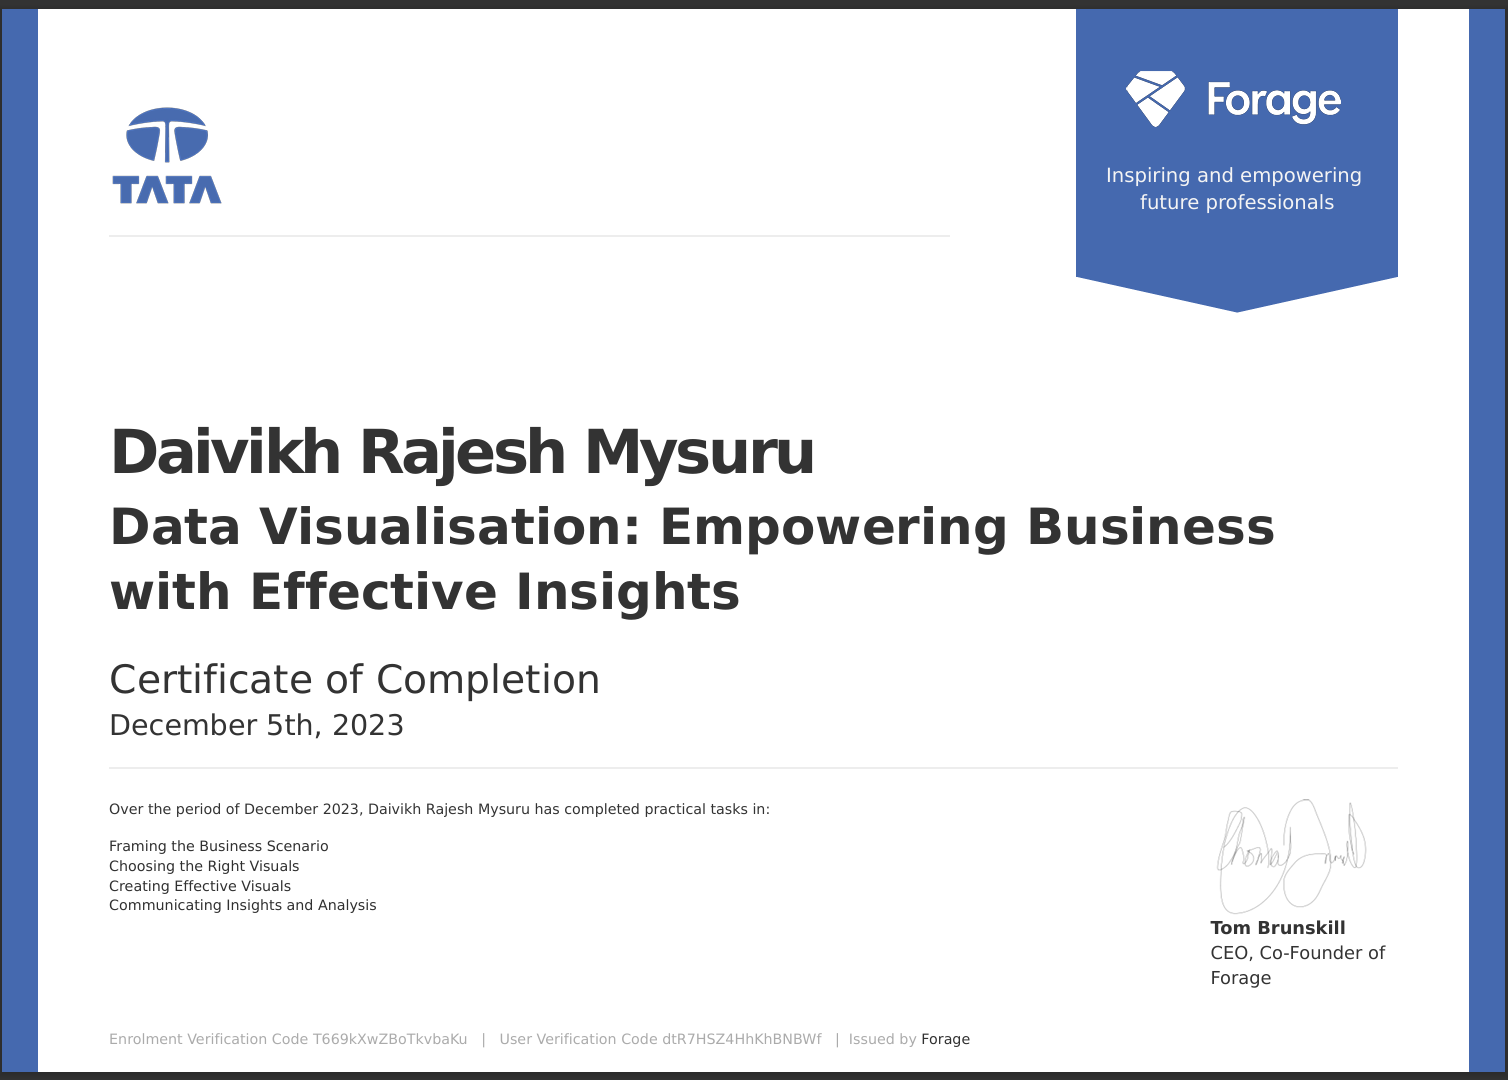 TATA
Forage
Inspiring and empowering
future professionals
Daivikh Rajesh Mysuru
Data Visualisation: Empowering Business
with Effective Insights
Certificate of Completion
December 5th, 2023
Over the period of December 2023, Daivikh Rajesh Mysuru has completed practical tasks in:
Framing the Business Scenario
Choosing the Right Visuals
Creating Effective Visuals
Communicating Insights and Analysis
Tom Brunskill
CEO, Co-Founder of
Forage
Enrolment Verification Code T669kXwZBoTkvbaKu | User Verification Code dtR7HSZ4HhKhBNBWf | Issued by Forage